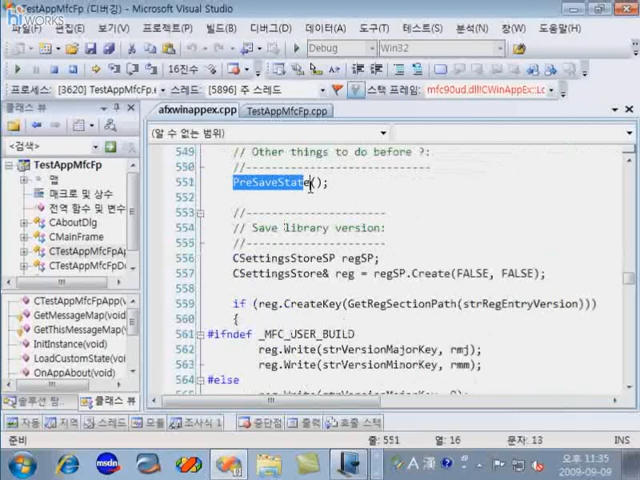 hiworks
TestAppMfcFp (디버깅) - Microsoft Visual Studio
파일(F) 편집(E) 보기(V) 프로젝트(P) 빌드(B) 디버그(D) 데이터(A) 도구(T) 테스트(S) 분석(N) 창(W) 도움말(H)
Debug Win32
16진수
프로세스: [3620] TestAppMfcFp.e 스레드: [5896] 주 스레드 스택 프레임: mfc90ud.dll!CWinAppEx::Lo
클래스 뷰
afxwinappex.cpp TestAppMfcFp.cpp
(알 수 없는 범위)
<검색>
TestAppMfcFp
맵
매크로 및 상수
전역 함수 및 변수
CAboutDlg
CMainFrame
CTestAppMfcFpApp
CTestAppMfcFpDo
CTestAppMfcFpApp(
GetMessageMap(
GetThisMessageMap(
InitInstance(void)
LoadCustomState(
OnAppAbout(
549 // Other things to do before ?:
550 //-----------------------------
551 PreSaveState();
552
553 //----------------------
554 // Save library version:
555 //----------------------
556 CSettingsStoreSP regSP;
557 CSettingsStore& reg = regSP.Create(FALSE, FALSE);
558
559 if (reg.CreateKey(GetRegSectionPath(strRegEntryVersion)))
560 {
561 #ifndef _MFC_USER_BUILD
562 reg.Write(strVersionMajorKey, rmj);
563 reg.Write(strVersionMinorKey, rmm);
564 #else
솔루션 탐.. 클래스 뷰
자동 지역 스레드 모듈 조사식 1 중단점 출력 호출 스택
준비 줄: 551 열: 16 문자: 13 INS
msdn A 漢 오후 11:35
2009-09-09